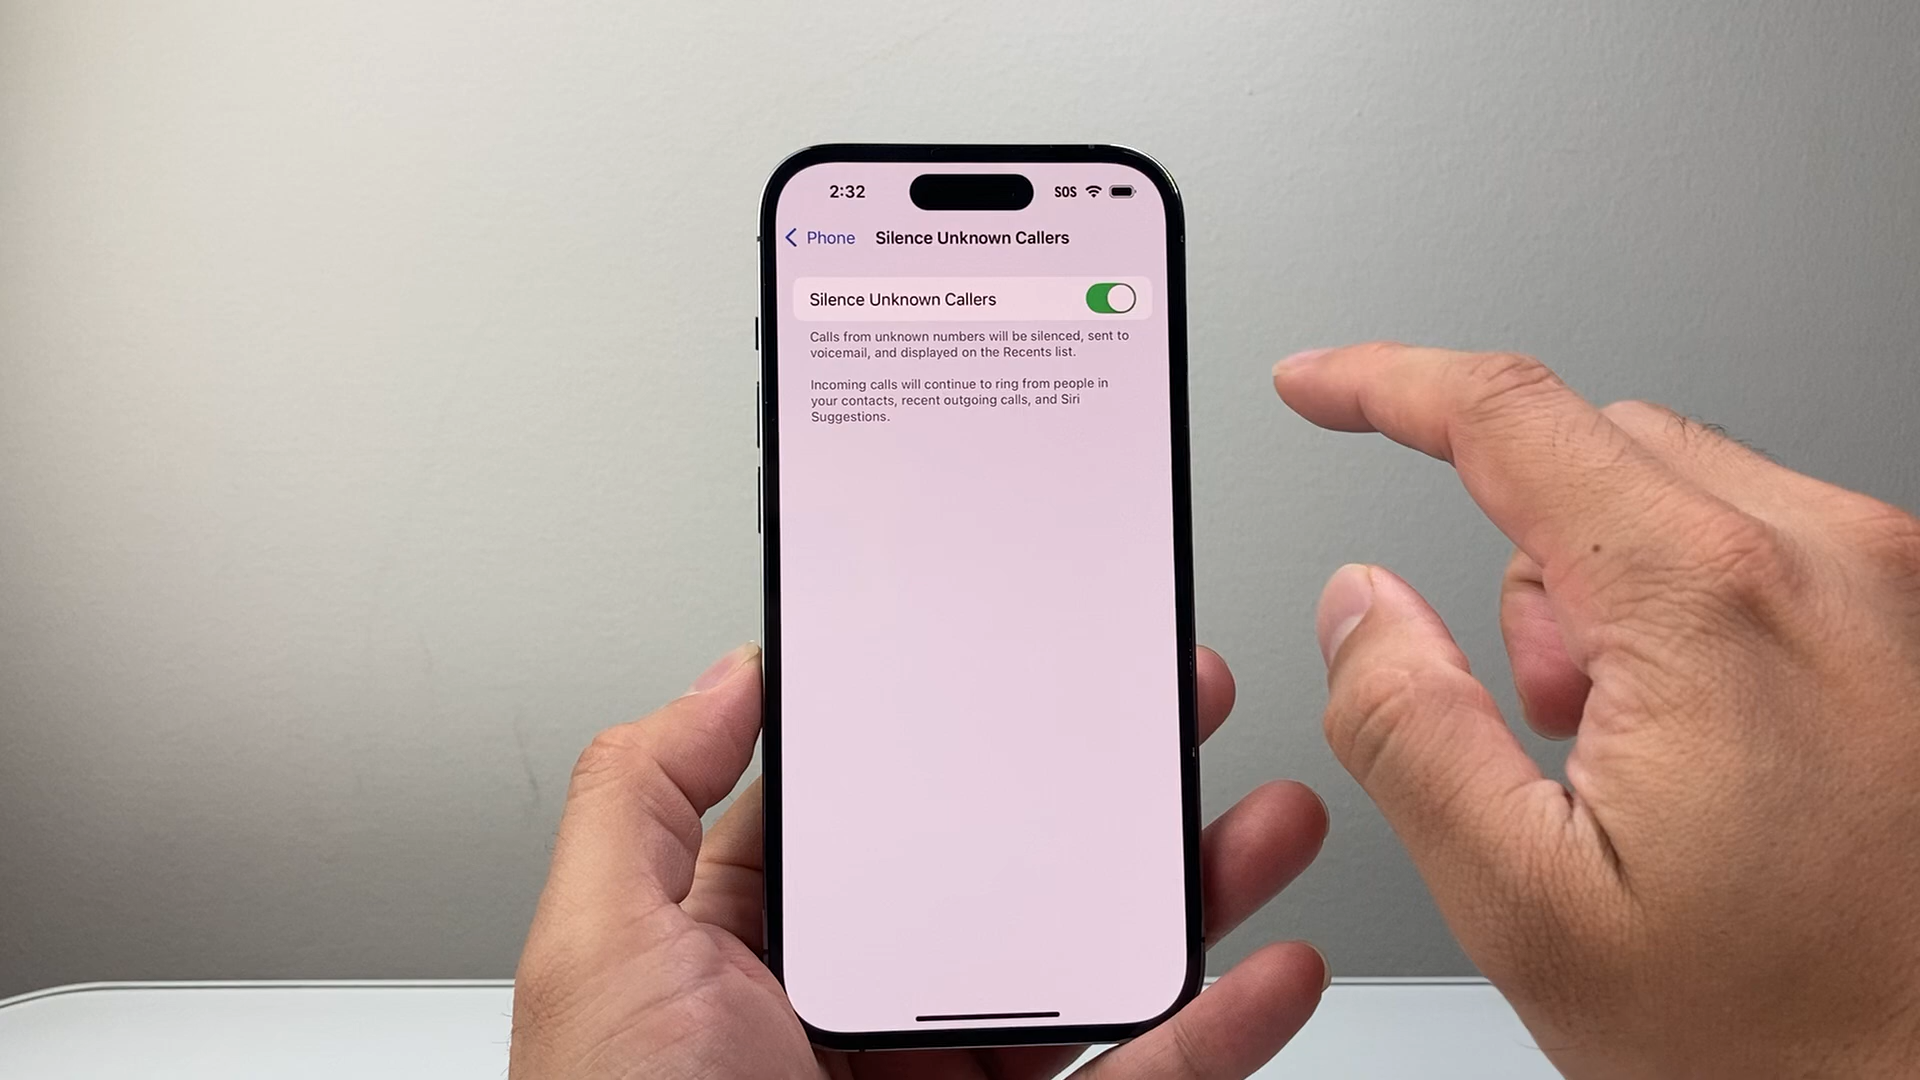 2:32
SOS
Phone
Silence Unknown Callers
Silence Unknown Callers
Calls from unknown numbers will be silenced, sent to
voicemail, and displayed on the Recents list.
Incoming calls will continue to ring from people in
your contacts, recent outgoing calls, and Siri
Suggestions.